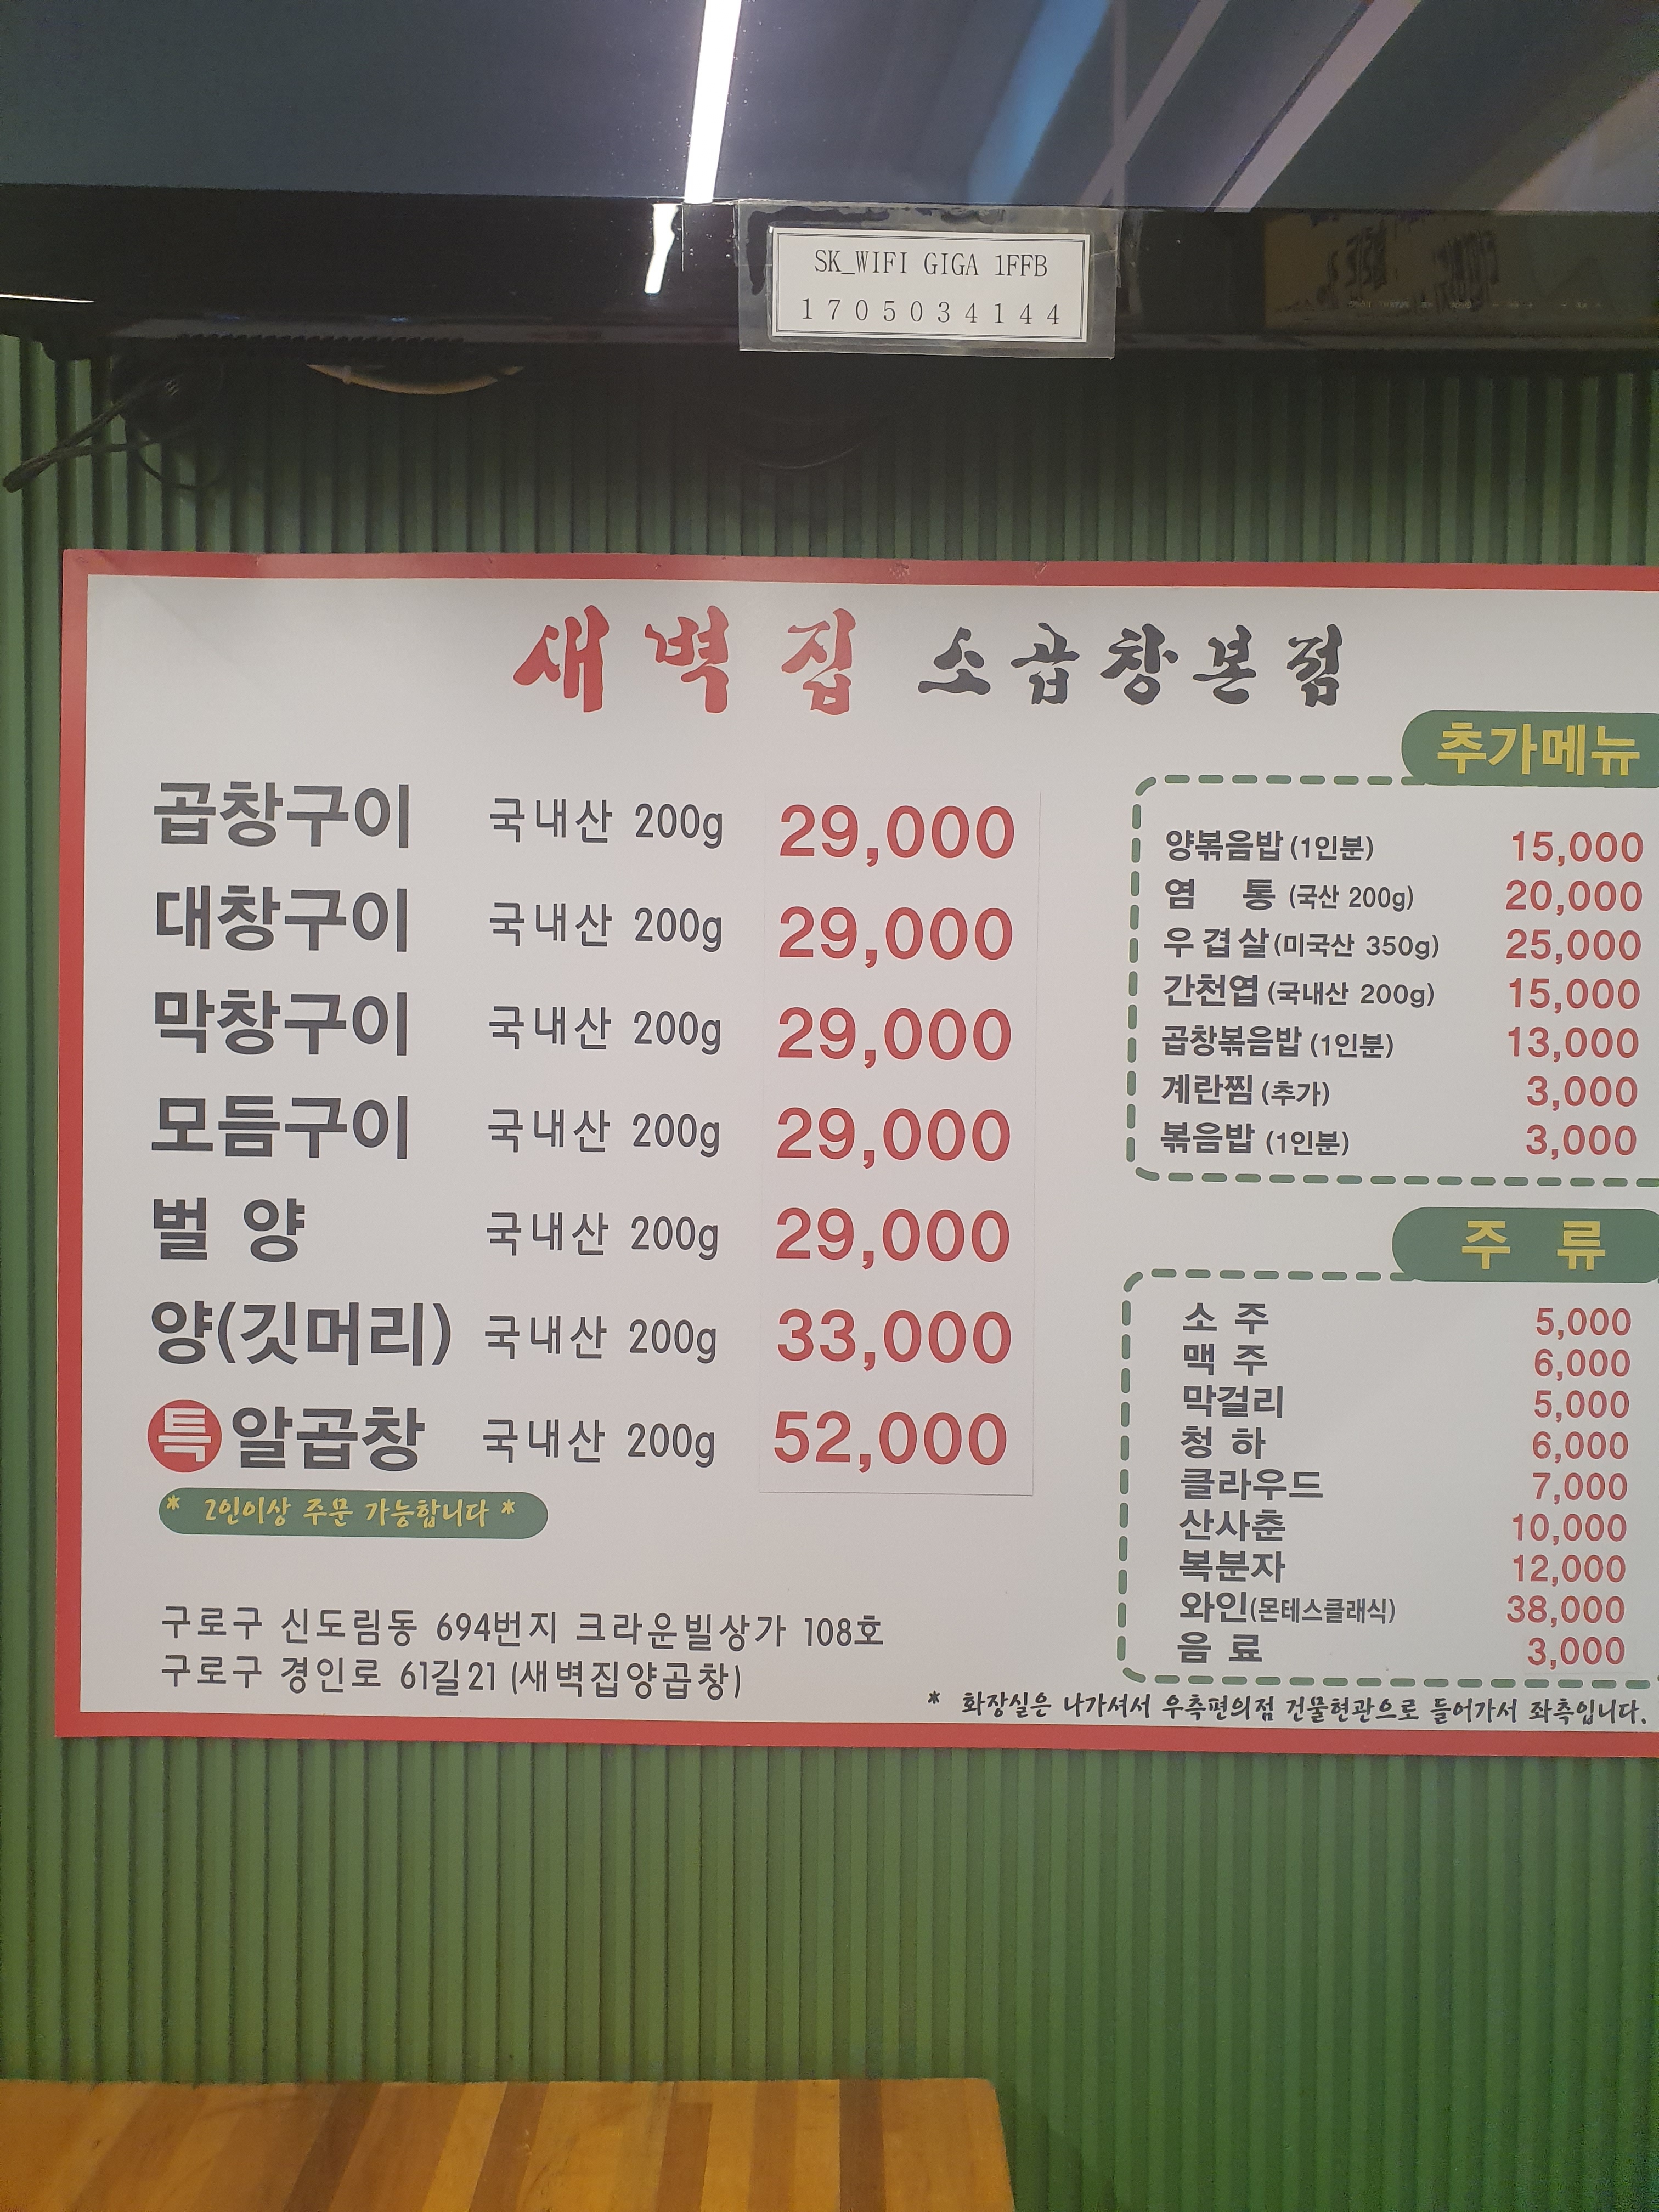 SK_WIFI GIGA 1FFB
1705034144
새벽집 소곱창본점
곱창구이 국내산 200g 29,000
대창구이 국내산 200g 29,000
막창구이 국내산 200g 29,000
모듬구이 국내산 200g 29,000
벌 양 국내산 200g 29,000
양(깃머리) 국내산 200g 33,000
특 알곱창 국내산 200g 52,000
* 2인이상 주문 가능합니다 *
구로구 신도림동 694번지 크라운빌상가 108호
구로구 경인로 61길21 (새벽집양곱창)
추가메뉴
양볶음밥 (1인분) 15,000
염 통 (국산 200g) 20,000
우겹살 (미국산 350g) 25,000
간천엽 (국내산 200g) 15,000
곱창볶음밥 (1인분) 13,000
계란찜 (추가) 3,000
볶음밥 (1인분) 3,000
주 류
소 주 5,000
맥 주 6,000
막걸리 5,000
청 하 6,000
클라우드 7,000
산사춘 10,000
복분자 12,000
와인(몬테스클래식) 38,000
음 료 3,000
* 화장실은 나가셔서 우측편의점 건물현관으로 들어가서 좌측입니다.